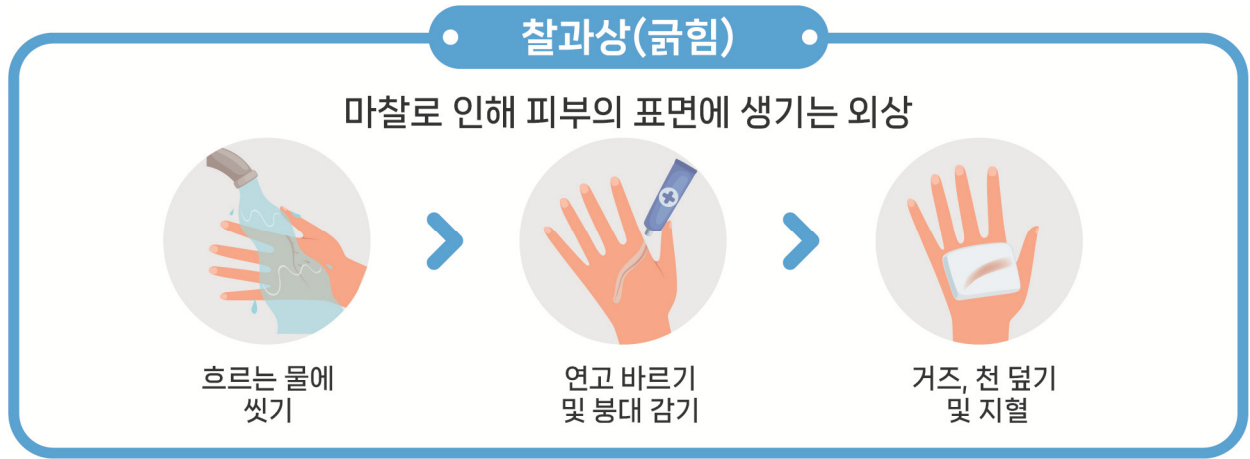 찰과상(긁힘)
마찰로 인해 피부의 표면에 생기는 외상
흐르는 물에
씻기
연고 바르기
및 붕대 감기
거즈, 천 덮기
및 지혈